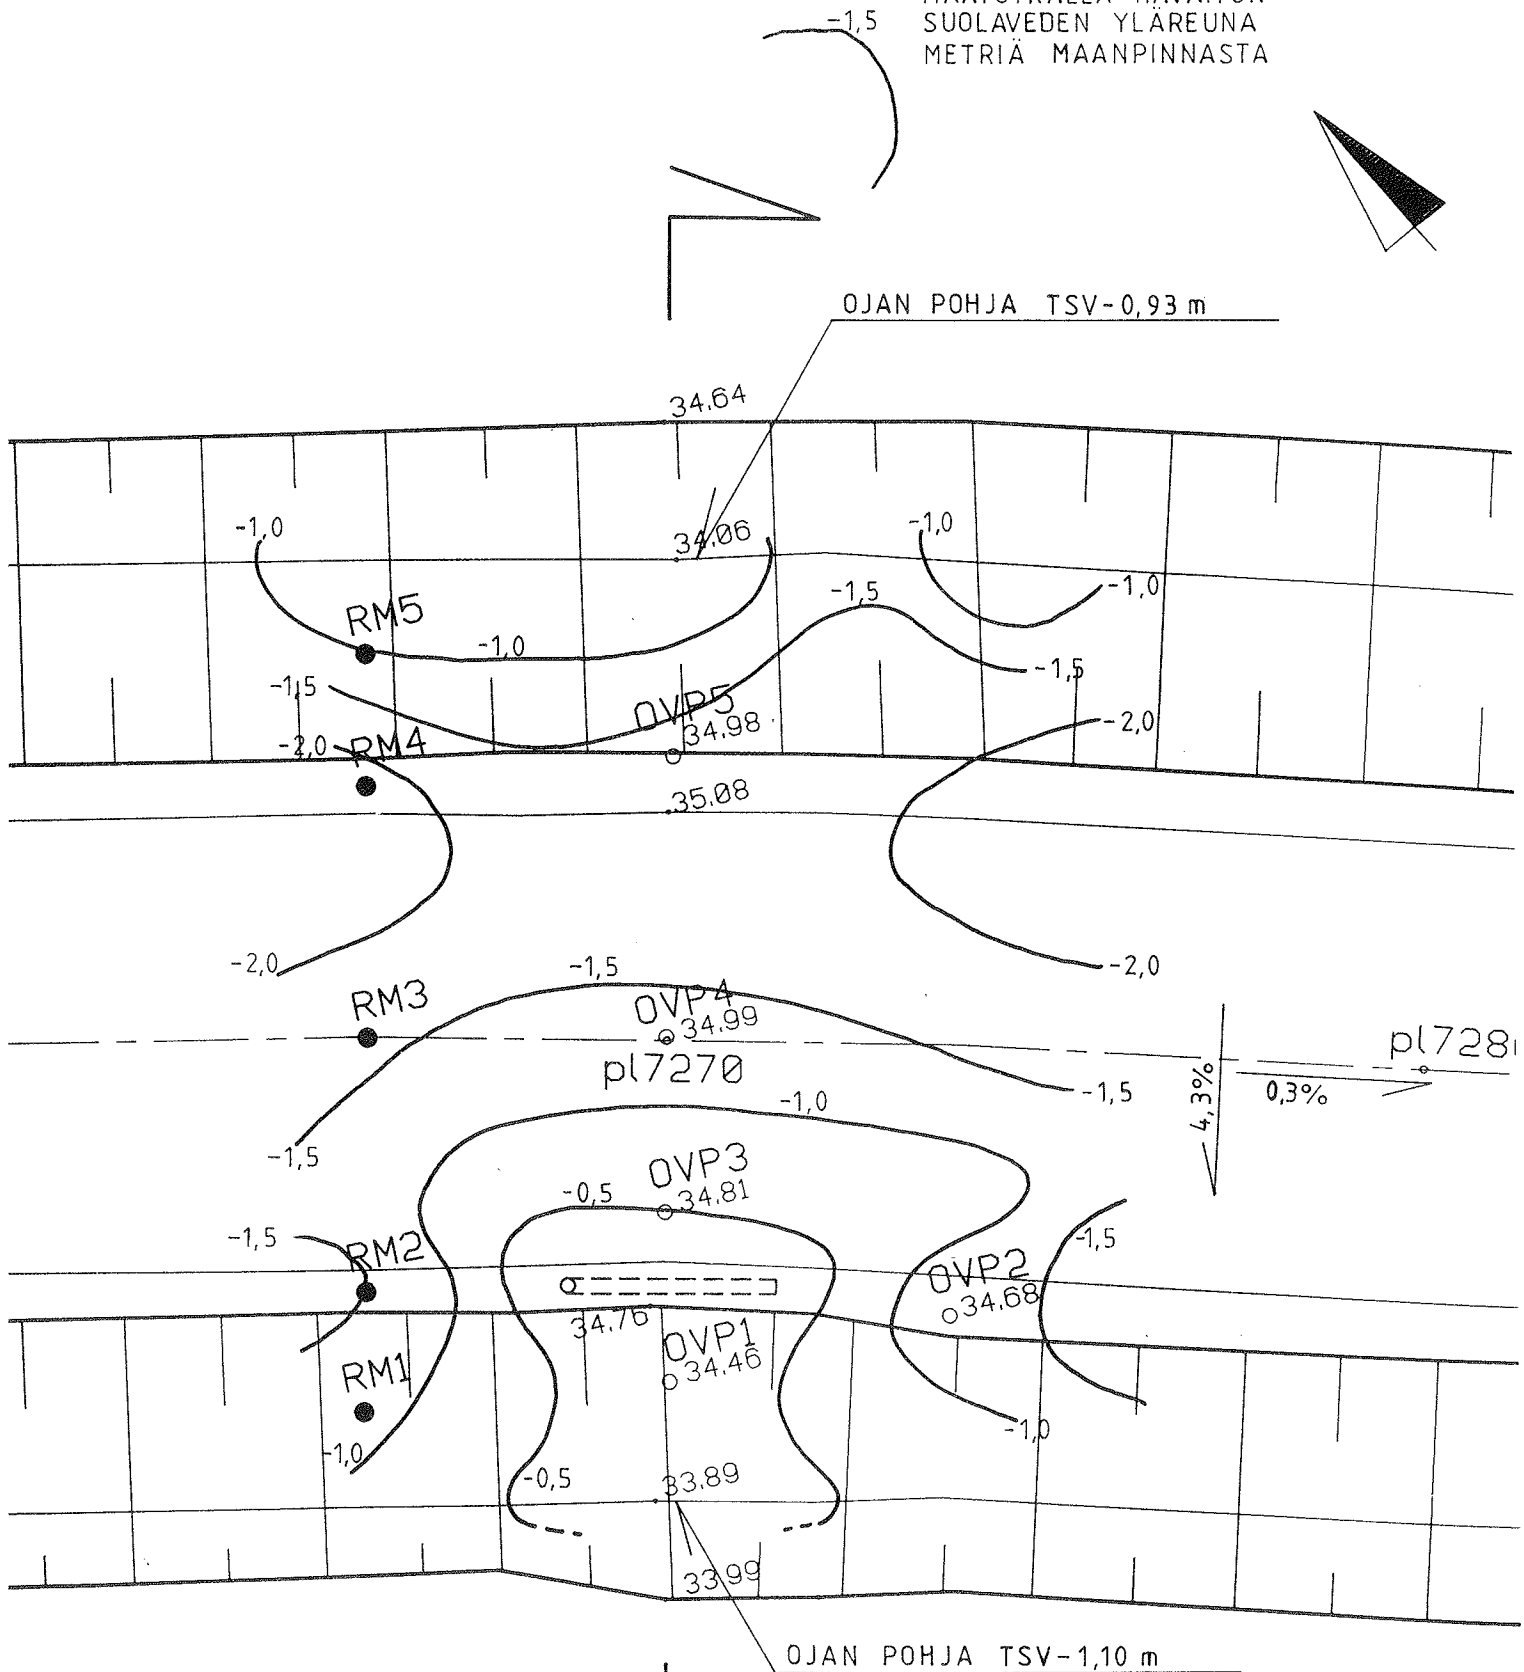 -1,5
SUOLAVEDEN YLÄREUNA
METRIÄ MAANPINNASTA
OJAN POHJA TSV-0,93 m
34.64
-1,0
34.06
-1,0
-1,5
-1,0
RM5
-1,0
-1,5
-1,5
OVP5
34.98
-2,0
-2,0
RM4
35.08
-2,0
-1,5
-2,0
RM3
OVP4
34.99
pl7270
pl728
4,3%
0,3%
-1,5
-1,0
-1,5
OVP3
34.81
-0,5
-1,5
RM2
-1,5
OVP2
34.68
34.76
OVP1
34.46
RM1
-1,0
-1,0
-0,5
33.89
33.99
OJAN POHJA TSV-1,10 m